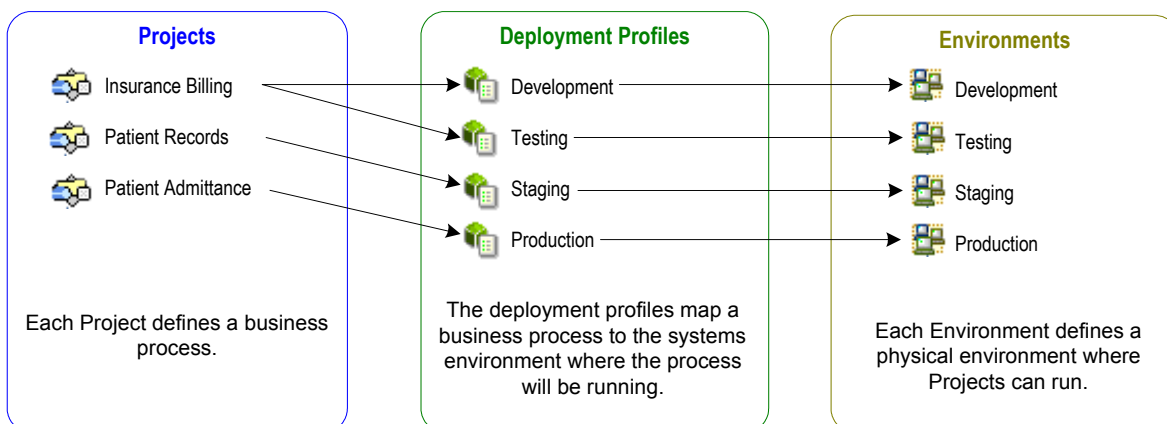 Projects
Insurance Billing
Patient Records
Patient Admittance
Each Project defines a business
process.
Deployment Profiles
Development
Testing
Staging
Production
The deployment profiles map a
business process to the systems
environment where the process
will be running.
Environments
Development
Testing
Staging
Production
Each Environment defines a
physical environment where
Projects can run.